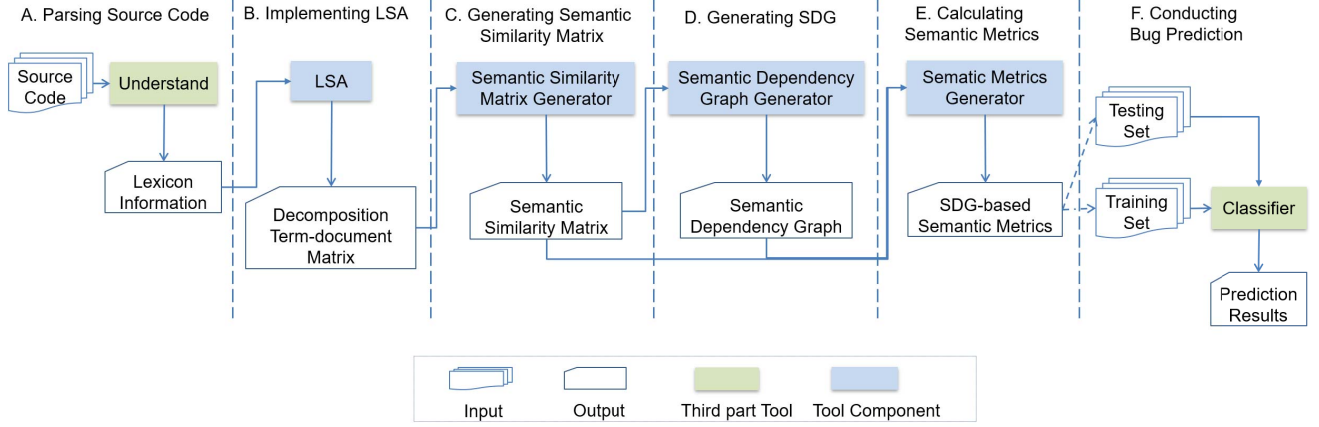 A. Parsing Source Code
B. Implementing LSA
C. Generating Semantic
Similarity Matrix
D. Generating SDG
E. Calculating
Semantic Metrics
F. Conducting
Bug Prediction
Source
Code
Understand
Lexicon
Information
LSA
Decomposition
Term-document
Matrix
Semantic Similarity
Matrix Generator
Semantic
Similarity Matrix
Semantic Dependency
Graph Generator
Semantic
Dependency Graph
Sematic Metrics
Generator
SDG-based
Semantic Metrics
Testing
Set
Training
Set
Classifier
Prediction
Results
Input
Output
Third part Tool
Tool Component